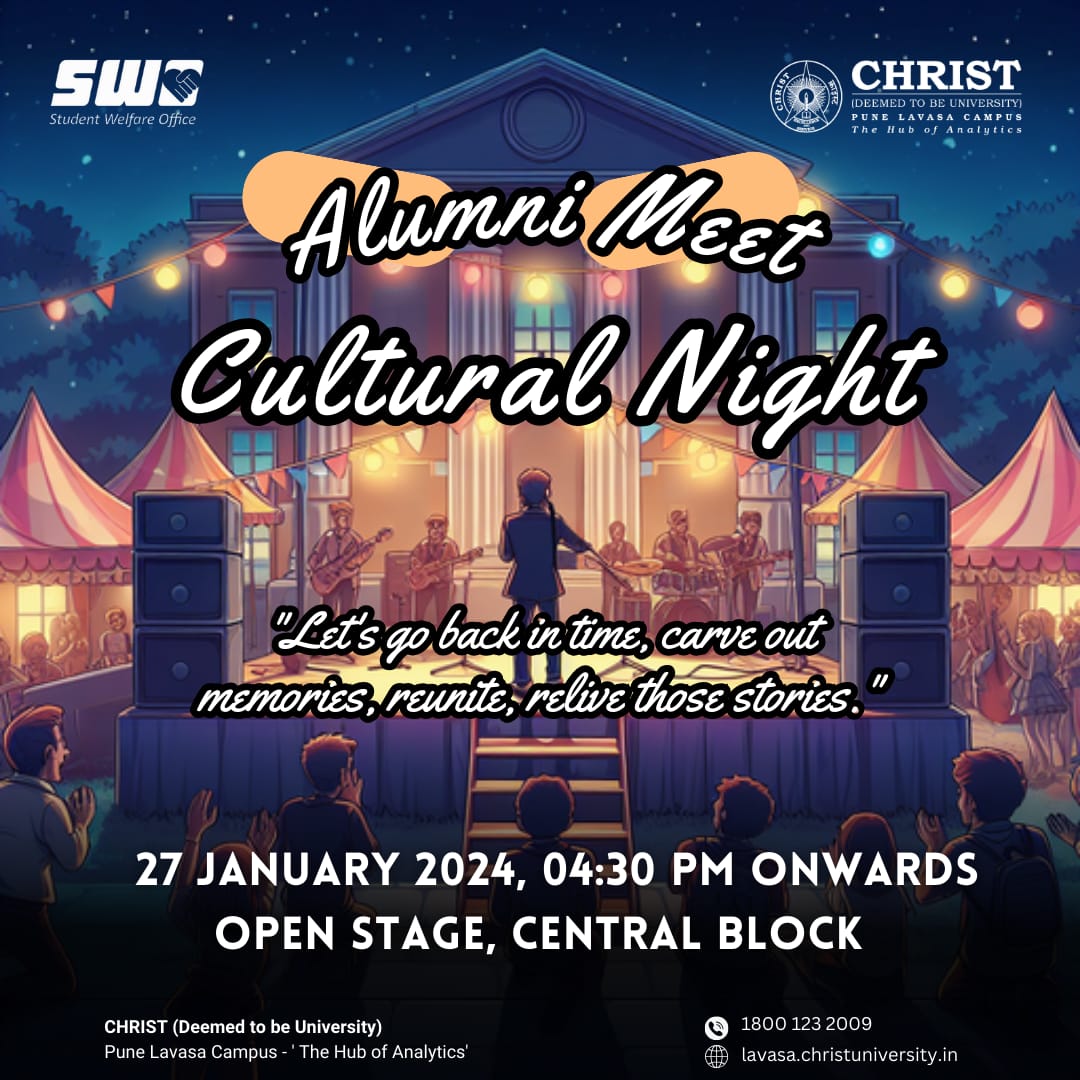 SWO
Student Welfare Office
CHRIST
(DEEMED TO BE UNIVERSITY)
PUNE LAVASA CAMPUS
The Hub of Analytics
Alumni Meet
Cultural Night
"Let's go back in time, carve out
memories, reunite, relive those stories. "
27 JANUARY 2024, 04:30 PM ONWARDS
OPEN STAGE, CENTRAL BLOCK
CHRIST (Deemed to be University)
Pune Lavasa Campus - ' The Hub of Analytics'
1800 123 2009
lavasa.christuniversity.in